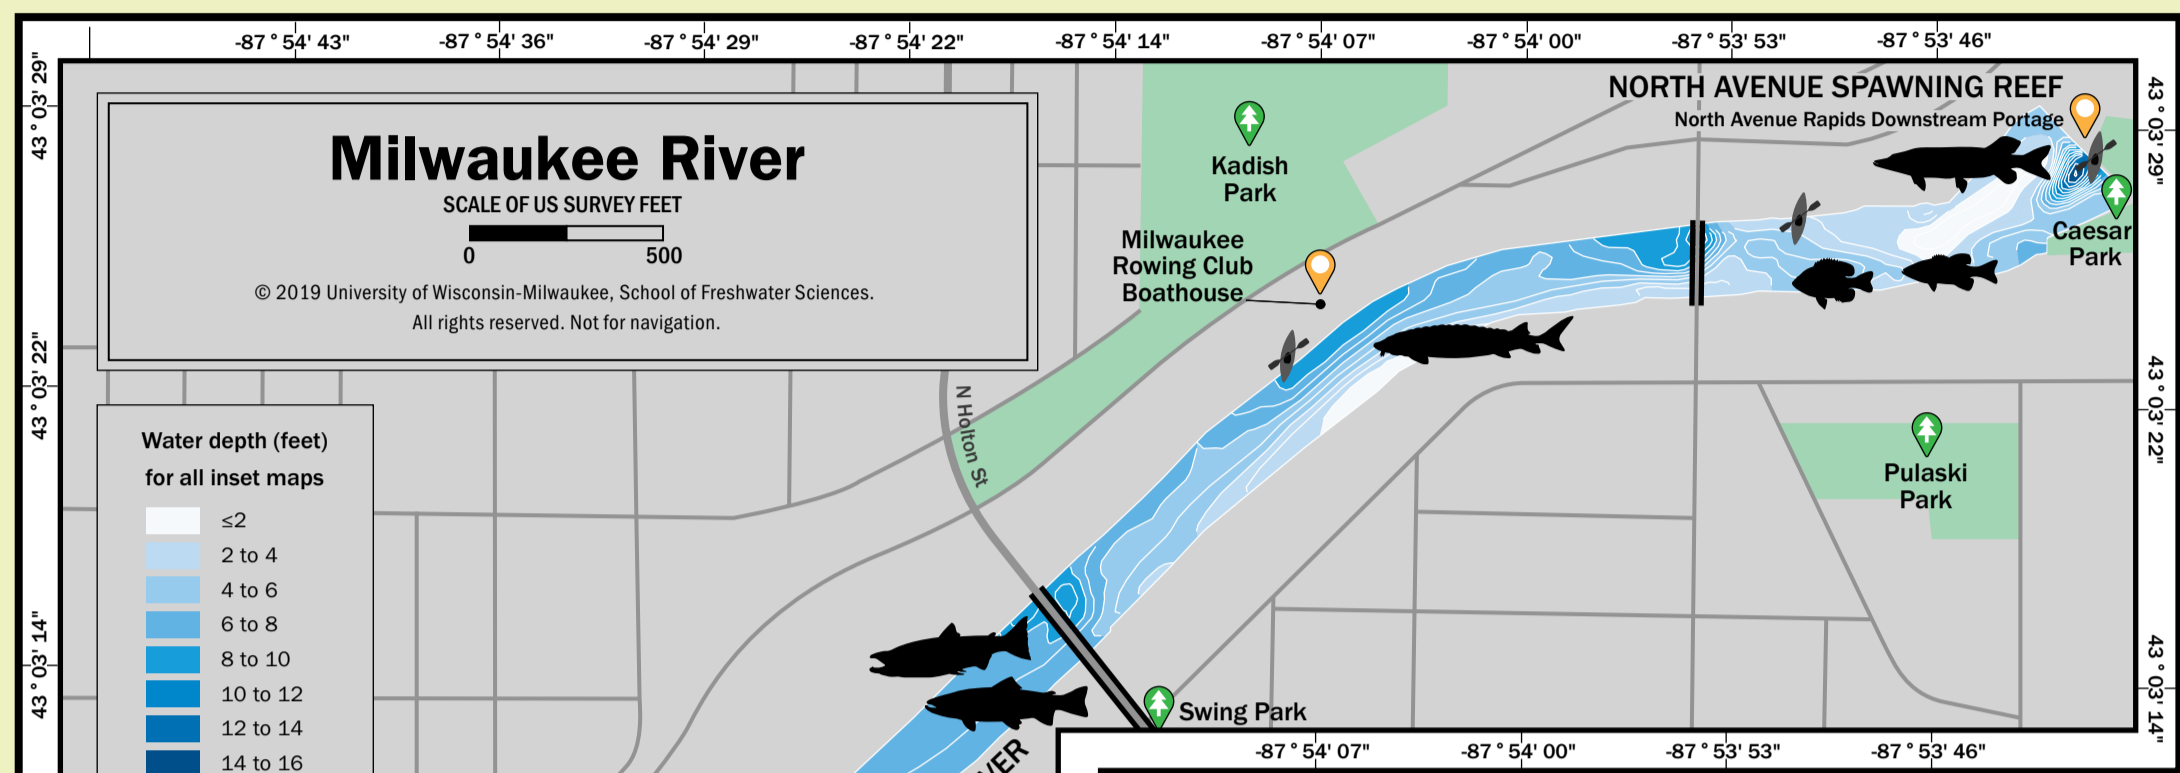 -87 ° 54' 43"
-87 ° 54' 36"
-87 ° 54' 29"
-87 ° 54' 22"
-87 ° 54' 14"
-87 ° 54' 07"
-87 ° 54' 00"
-87 ° 53' 53"
-87 ° 53' 46"
43 ° 03' 29"
43 ° 03' 22"
43 ° 03' 14"
Milwaukee River
SCALE OF US SURVEY FEET
0 500
© 2019 University of Wisconsin-Milwaukee, School of Freshwater Sciences.
All rights reserved. Not for navigation.
Water depth (feet)
for all inset maps
≤2
2 to 4
4 to 6
6 to 8
8 to 10
10 to 12
12 to 14
14 to 16
N Holton St
Kadish
Park
Milwaukee
Rowing Club
Boathouse
NORTH AVENUE SPAWNING REEF
North Avenue Rapids Downstream Portage
Caesar
Park
Pulaski
Park
Swing Park
VER
43 ° 03' 29"
43 ° 03' 22"
43 ° 03' 14"
-87 ° 54' 07"
-87 ° 54' 00"
-87 ° 53' 53"
-87 ° 53' 46"